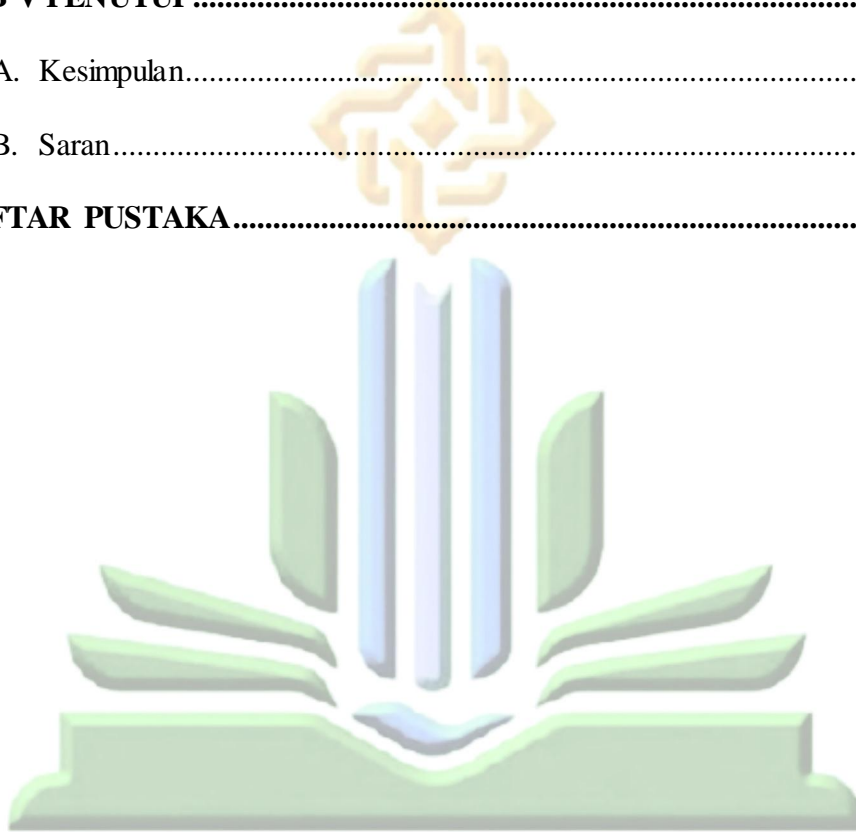 V PENUTUP........................................................................................
A. Kesimpulan....................................................................................
B. Saran.............................................................................................
FTAR PUSTAKA..............................................................................